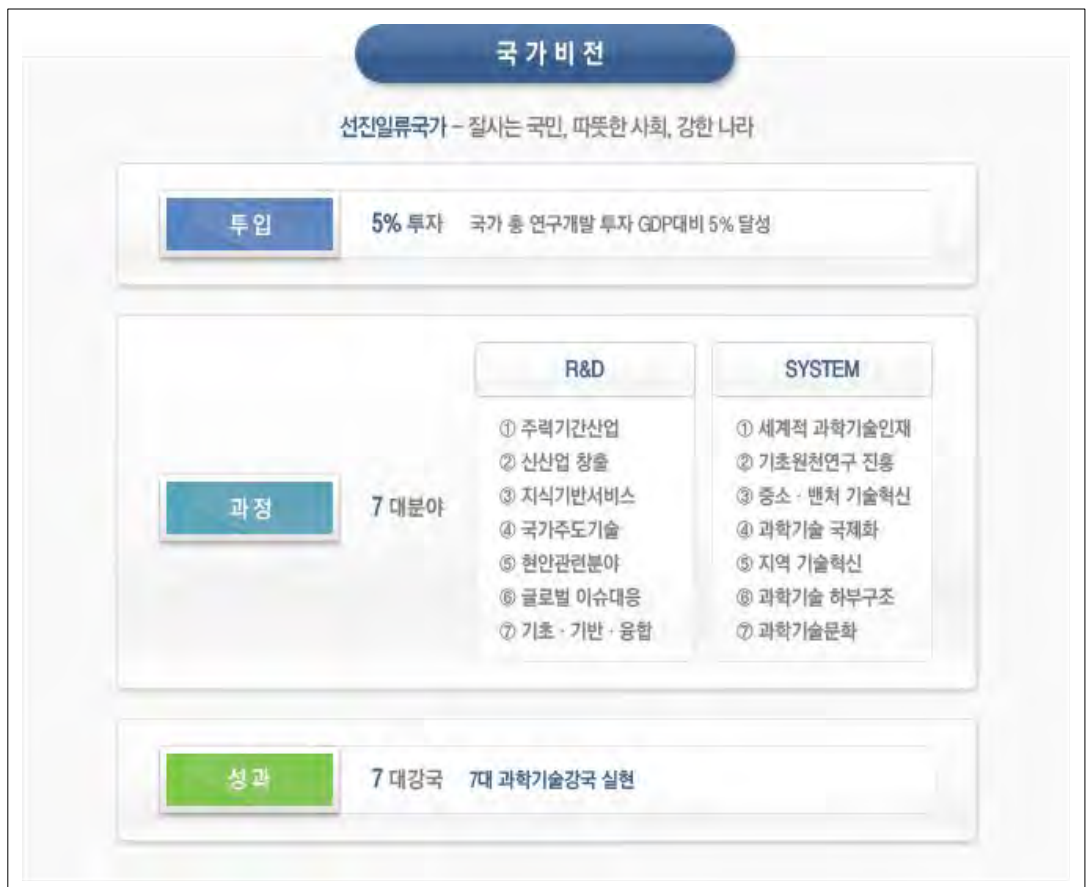 국가비전
선진일류국가 – 잘사는 국민, 따뜻한 사회, 강한 나라
투입
5% 투자
국가 총 연구개발 투자 GDP대비 5% 달성
과정
7 대분야
R&D
① 주력기간산업
② 신산업 창출
③ 지식기반서비스
④ 국가주도기술
⑤ 현안관련분야
⑥ 글로벌 이슈대응
⑦ 기초 · 기반 · 융합
SYSTEM
① 세계적 과학기술인재
② 기초원천연구 진흥
③ 중소 · 벤처 기술혁신
④ 과학기술 국제화
⑤ 지역 기술혁신
⑥ 과학기술 하부구조
⑦ 과학기술문화
성과
7 대강국
7대 과학기술강국 실현